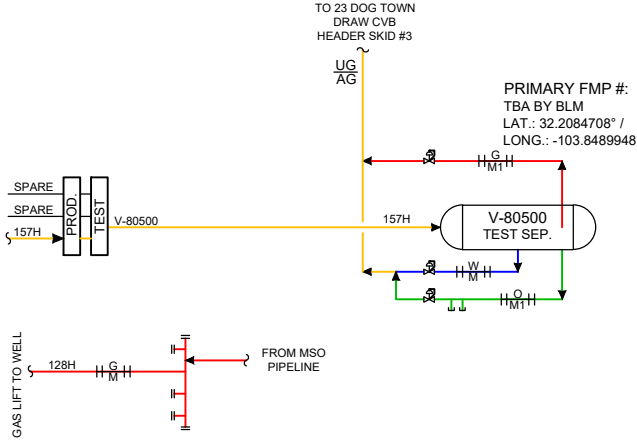 TO 23 DOG TOWN
DRAW CVB
HEADER SKID #3
UG
AG
PRIMARY FMP #:
TBA BY BLM
LAT.: 32.2084708° /
LONG.: -103.8489948
G
M1
SPARE
SPARE
157H
PROD.
TEST
V-80500
157H
V-80500
TEST SEP.
W
M
O
M1
GAS LIFT TO WELL
128H
G
M
FROM MSO
PIPELINE